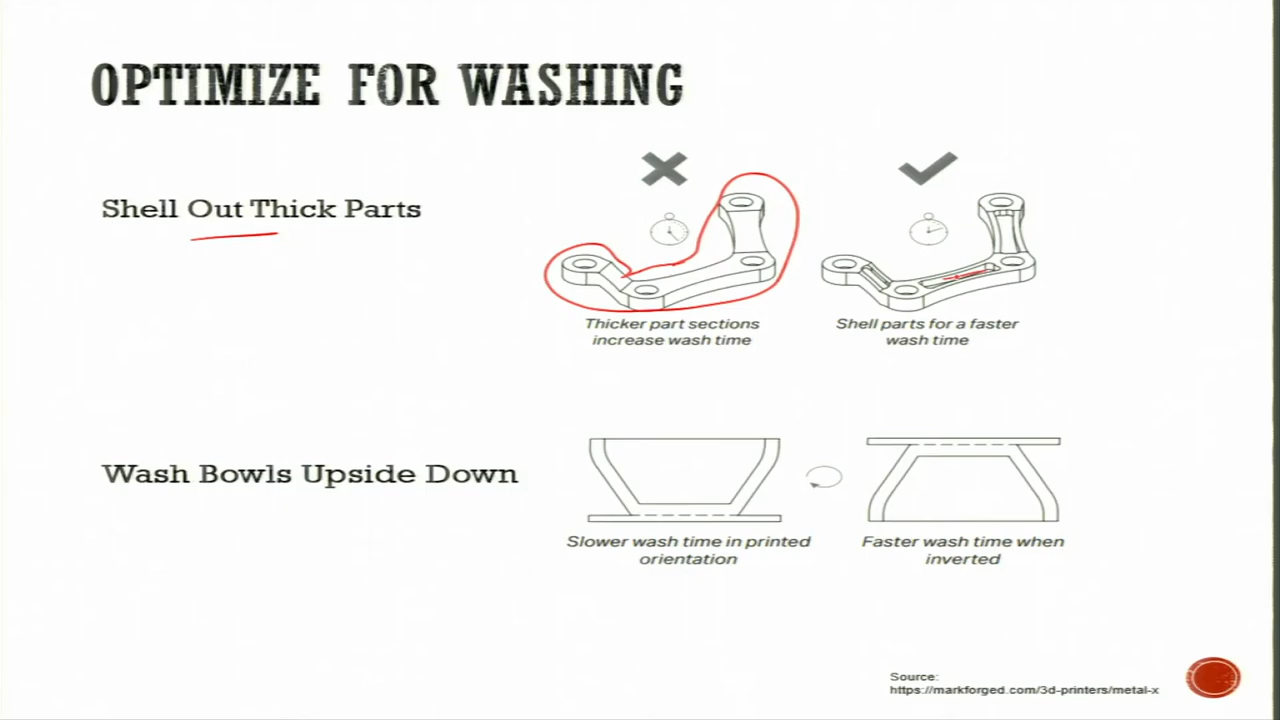 OPTIMIZE FOR WASHING
Shell Out Thick Parts
Thicker part sections
increase wash time
Shell parts for a faster
wash time
Wash Bowls Upside Down
Slower wash time in printed
orientation
Faster wash time when
inverted
Source:
https://markforged.com/3d-printers/metal-x